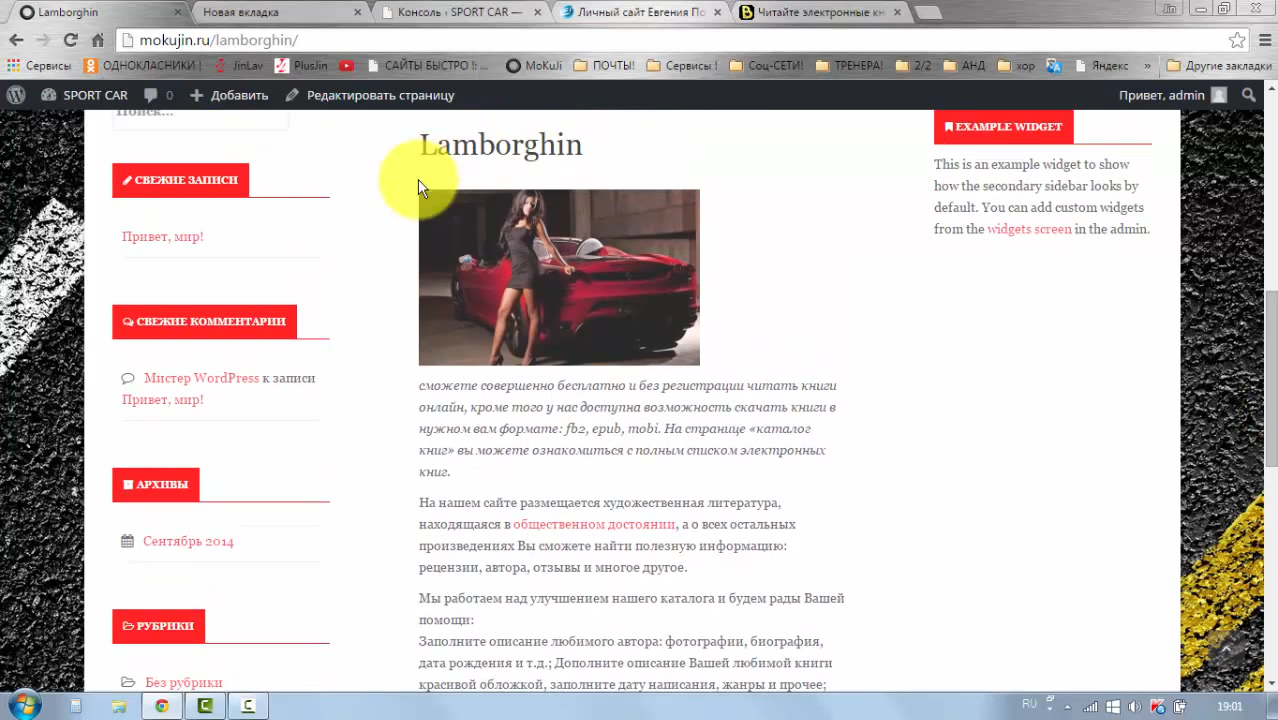 Lamborghin
Новая вкладка
Консоль ‹ SPORT CAR —
Личный сайт Евгения По
Читайте электронные к
mokujin.ru/lamborghin/
Сервисы
ОДНОКЛАСНИКИ
JinLav
PlusJin
САЙТЫ БЫСТРО !:...
MoKuJi
ПОЧТЫ!
Сервисы !
Соц-СЕТИ!
ТРЕНЕРА!
2/2
АНД
хор
Яндекс
»
Другие закладки
SPORT CAR
0
Добавить
Редактировать страницу
Привет, admin
Поиск...
СВЕЖИЕ ЗАПИСИ
Привет, мир!
СВЕЖИЕ КОММЕНТАРИИ
Мистер WordPress к записи
Привет, мир!
АРХИВЫ
Сентябрь 2014
РУБРИКИ
Без рубрики
Lamborghin
сможете совершенно бесплатно и без регистрации читать книги
онлайн, кроме того у нас доступна возможность скачать книги в
нужном вам формате: fb2, epub, mobi. На странице «каталог
книг» вы можете ознакомиться с полным списком электронных
книг.
На нашем сайте размещается художественная литература,
находящаяся в общественном достоянии, а о всех остальных
произведениях Вы сможете найти полезную информацию:
рецензии, автора, отзывы и многое другое.
Мы работаем над улучшением нашего каталога и будем рады Вашей
помощи:
Заполните описание любимого автора: фотографии, биография,
дата рождения и т.д.; Дополните описание Вашей любимой книги
красивой обложкой, заполните дату написания, жанры и прочее;
EXAMPLE WIDGET
This is an example widget to show
how the secondary sidebar looks by
default. You can add custom widgets
from the widgets screen in the admin.
RU
19:01